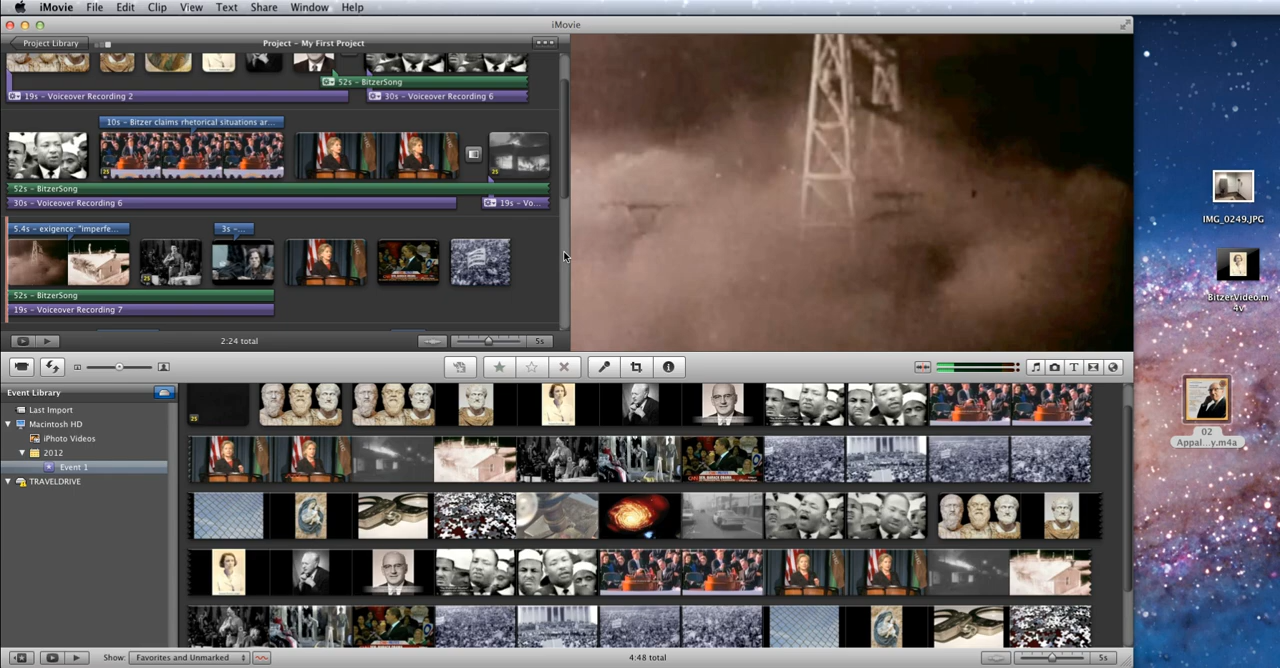 iMovie File Edit Clip View Text Share Window Help
iMovie
Project Library
Project – My First Project
52s – BitzerSong
19s – Voiceover Recording 2
30s – Voiceover Recording 6
10s – Bitzer claims rhetorical situations ar...
52s – BitzerSong
30s – Voiceover Recording 6
19s – Vo...
5.4s – exigence: "imperfe...
3s –...
52s – BitzerSong
19s – Voiceover Recording 7
2:24 total
5s
Event Library
Last Import
Macintosh HD
iPhoto Videos
2012
Event 1
TRAVELDRIVE
Show: Favorites and Unmarked
4:48 total
5s
IMG_0249.JPG
BitzerVideo.m
4v
02
Appal...y.m4a